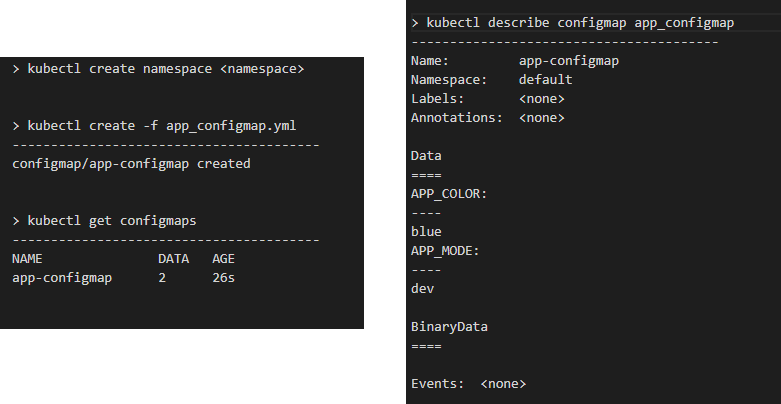 > kubectl create namespace <namespace>
> kubectl create -f app_configmap.yml
----------------------------------------
configmap/app-configmap created
> kubectl get configmaps
----------------------------------------
NAME DATA AGE
app-configmap 2 26s
> kubectl describe configmap app_configmap
----------------------------------------
Name: app-configmap
Namespace: default
Labels: <none>
Annotations: <none>
Data
====
APP_COLOR:
----
blue
APP_MODE:
----
dev
BinaryData
====
Events: <none>